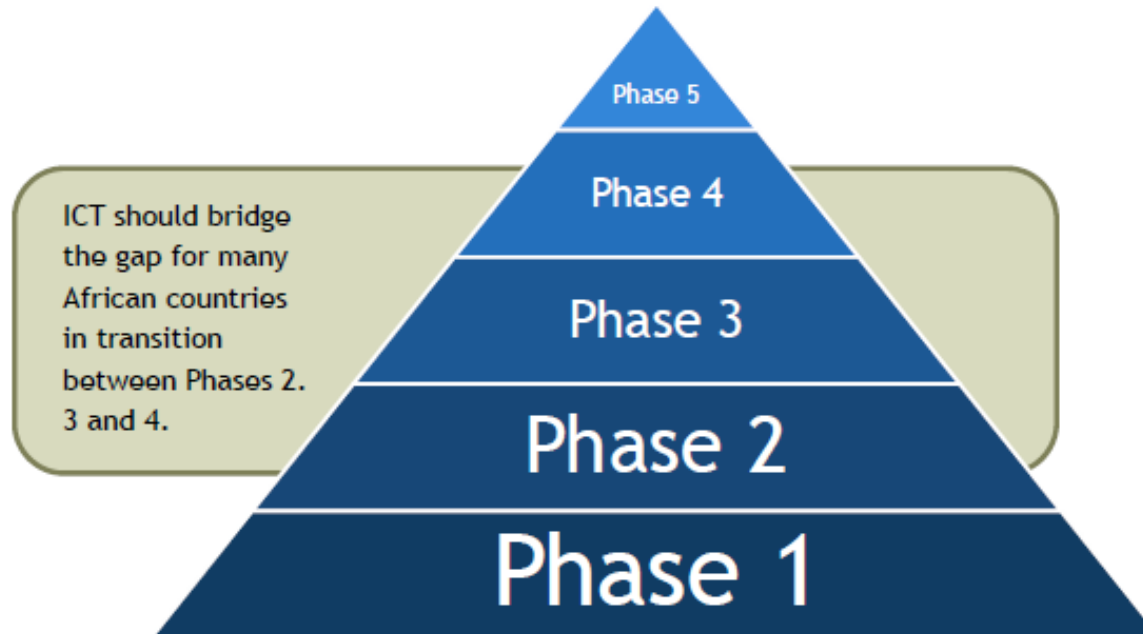 Phase 5
Phase 4
Phase 3
Phase 2
Phase 1
ICT should bridge
the gap for many
African countries
in transition
between Phases 2.
3 and 4.